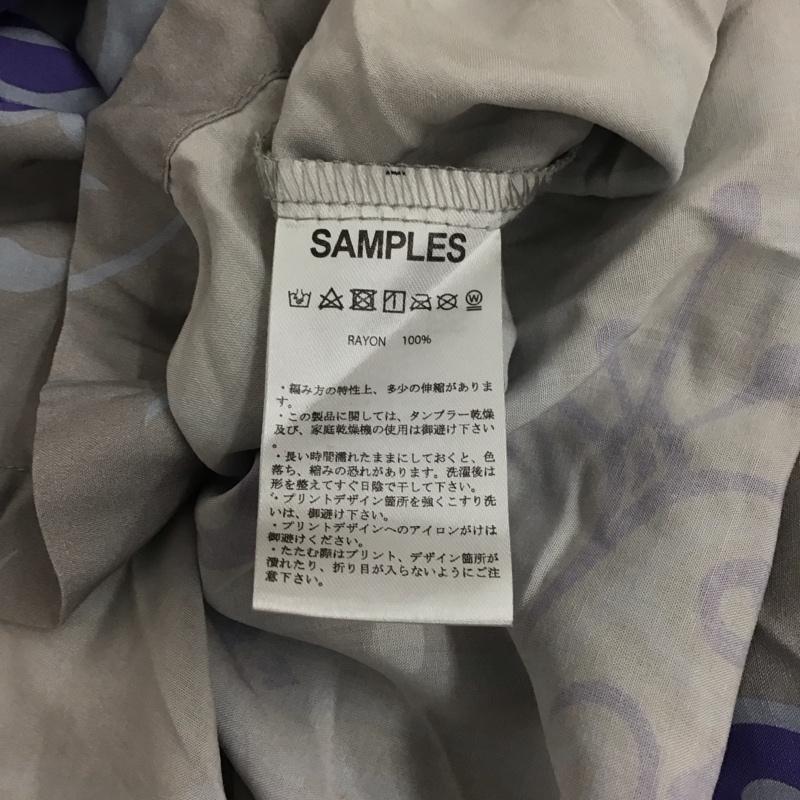 SAMPLES
W
RAYON 100%
・編み方の特性上、多少の伸縮がありま
す。
・この製品に関しては、タンブラー乾燥
及び、家庭乾燥機の使用は御避け下さい
。
・長い時間濡れたままにしておくと、色
落ち、縮みの恐れがあります。洗濯後は
形を整えてすぐ日陰で干して下さい。
・プリントデザイン箇所を強くこすり洗
いは、御避け下さい。
・プリントデザインへのアイロンがけは
御避けください。
・たたむ際はプリント、デザイン箇所が
潰れたり、折り目が入らないようにご注
意下さい。